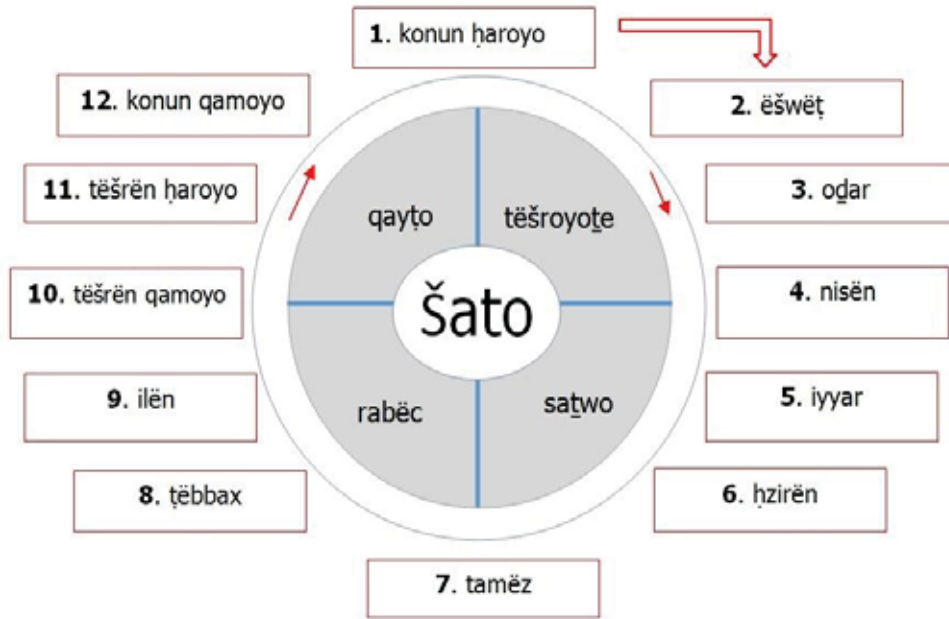 1. konun ḥaroyo
2. ëšwëṭ
3. oḏar
4. nisën
5. iyyar
6. ḥzirën
7. tamëz
8. ṭëbbax
9. ilën
10. tëšrën qamoyo
11. tëšrën ḥaroyo
12. konun qamoyo
qayṭo
tëšroyoṯe
Šato
rabëc
saṯwo